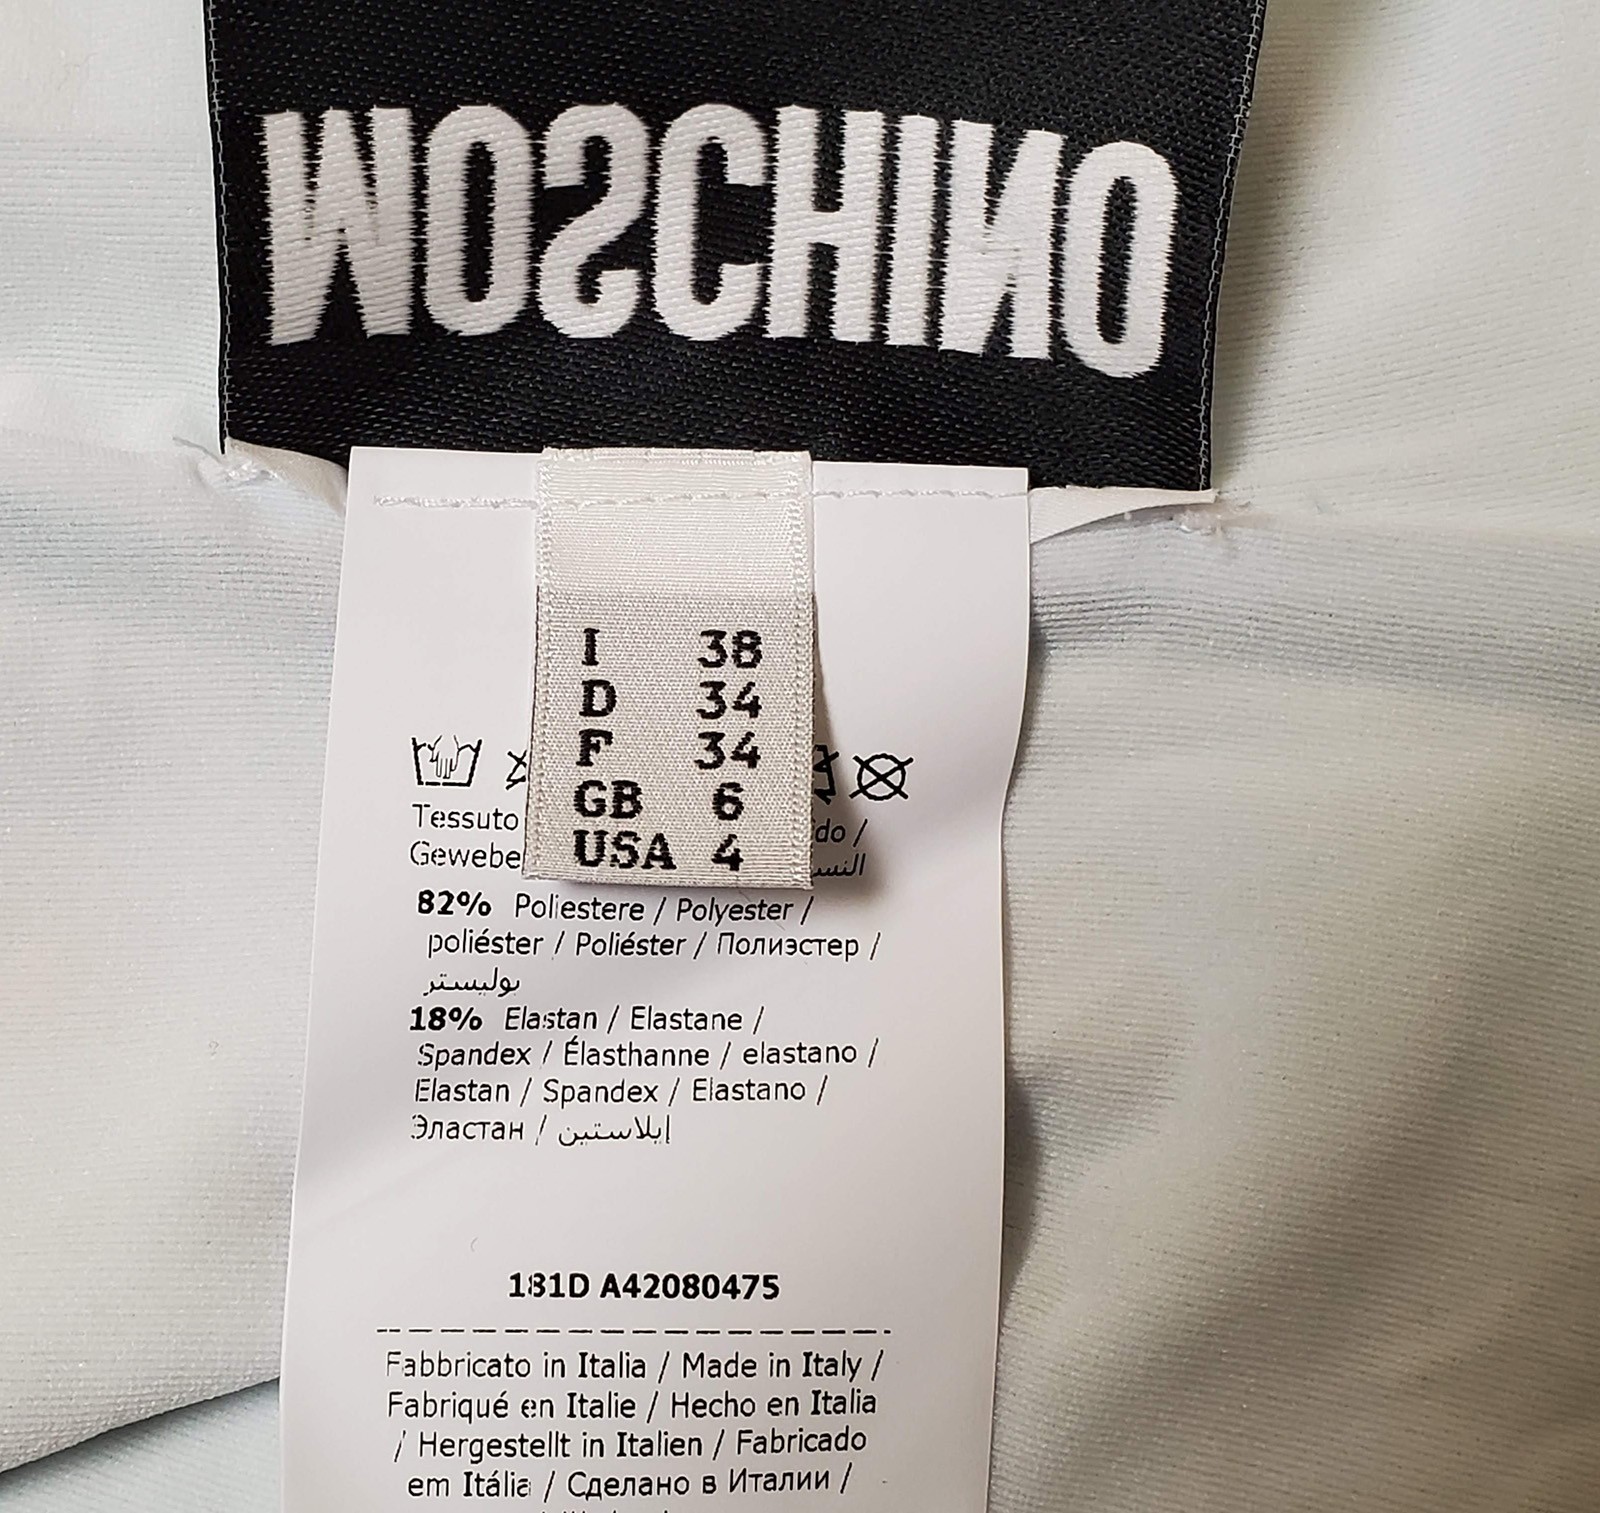 MOSCHINO
I 38
D 34
F 34
GB 6
USA 4
Tessuto
Gewebe
82% Poliestere / Polyester /
poliéster / Poliéster / Полиэстер /
بوليستر
18% Elastan / Elastane /
Spandex / Élasthanne / elastano /
Elastan / Spandex / Elastano /
Эластан / إيلاستين
181D A42080475
Fabbricato in Italia / Made in Italy /
Fabriqué en Italie / Hecho en Italia
/ Hergestellt in Italien / Fabricado
em Itália / Сделано в Италии /